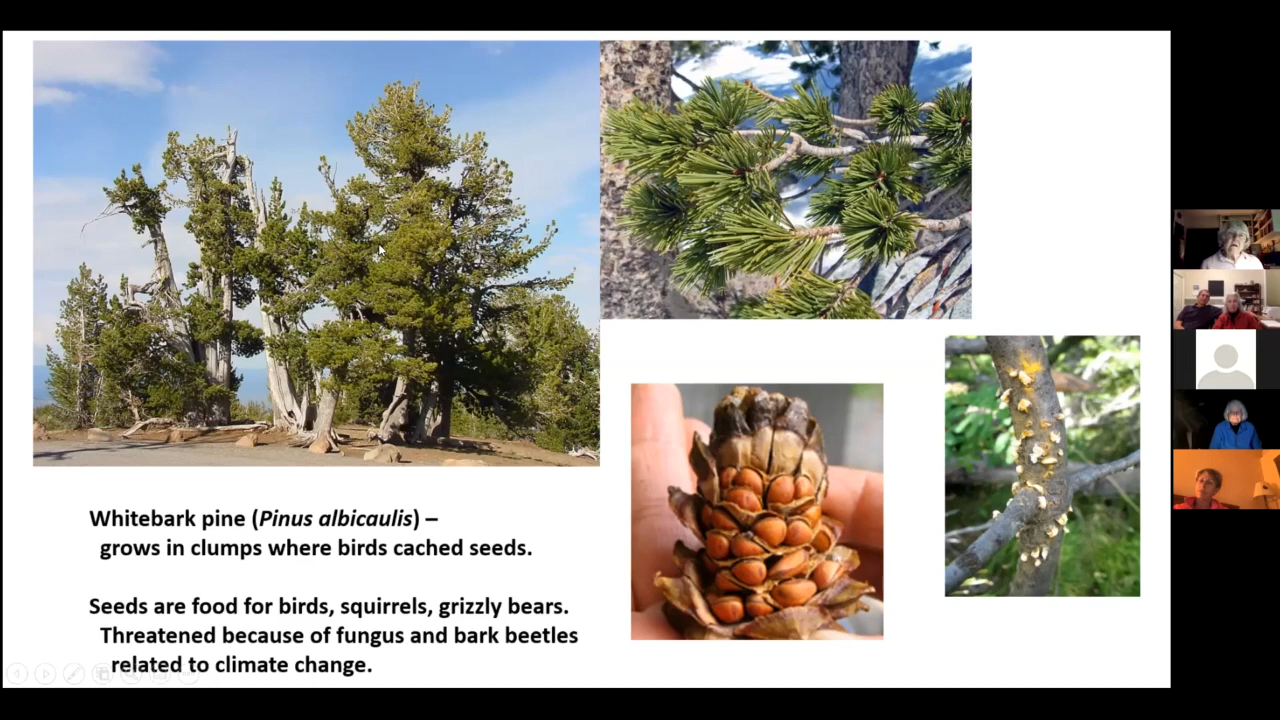 Whitebark pine (Pinus albicaulis) –
grows in clumps where birds cached seeds.
Seeds are food for birds, squirrels, grizzly bears.
Threatened because of fungus and bark beetles
related to climate change.